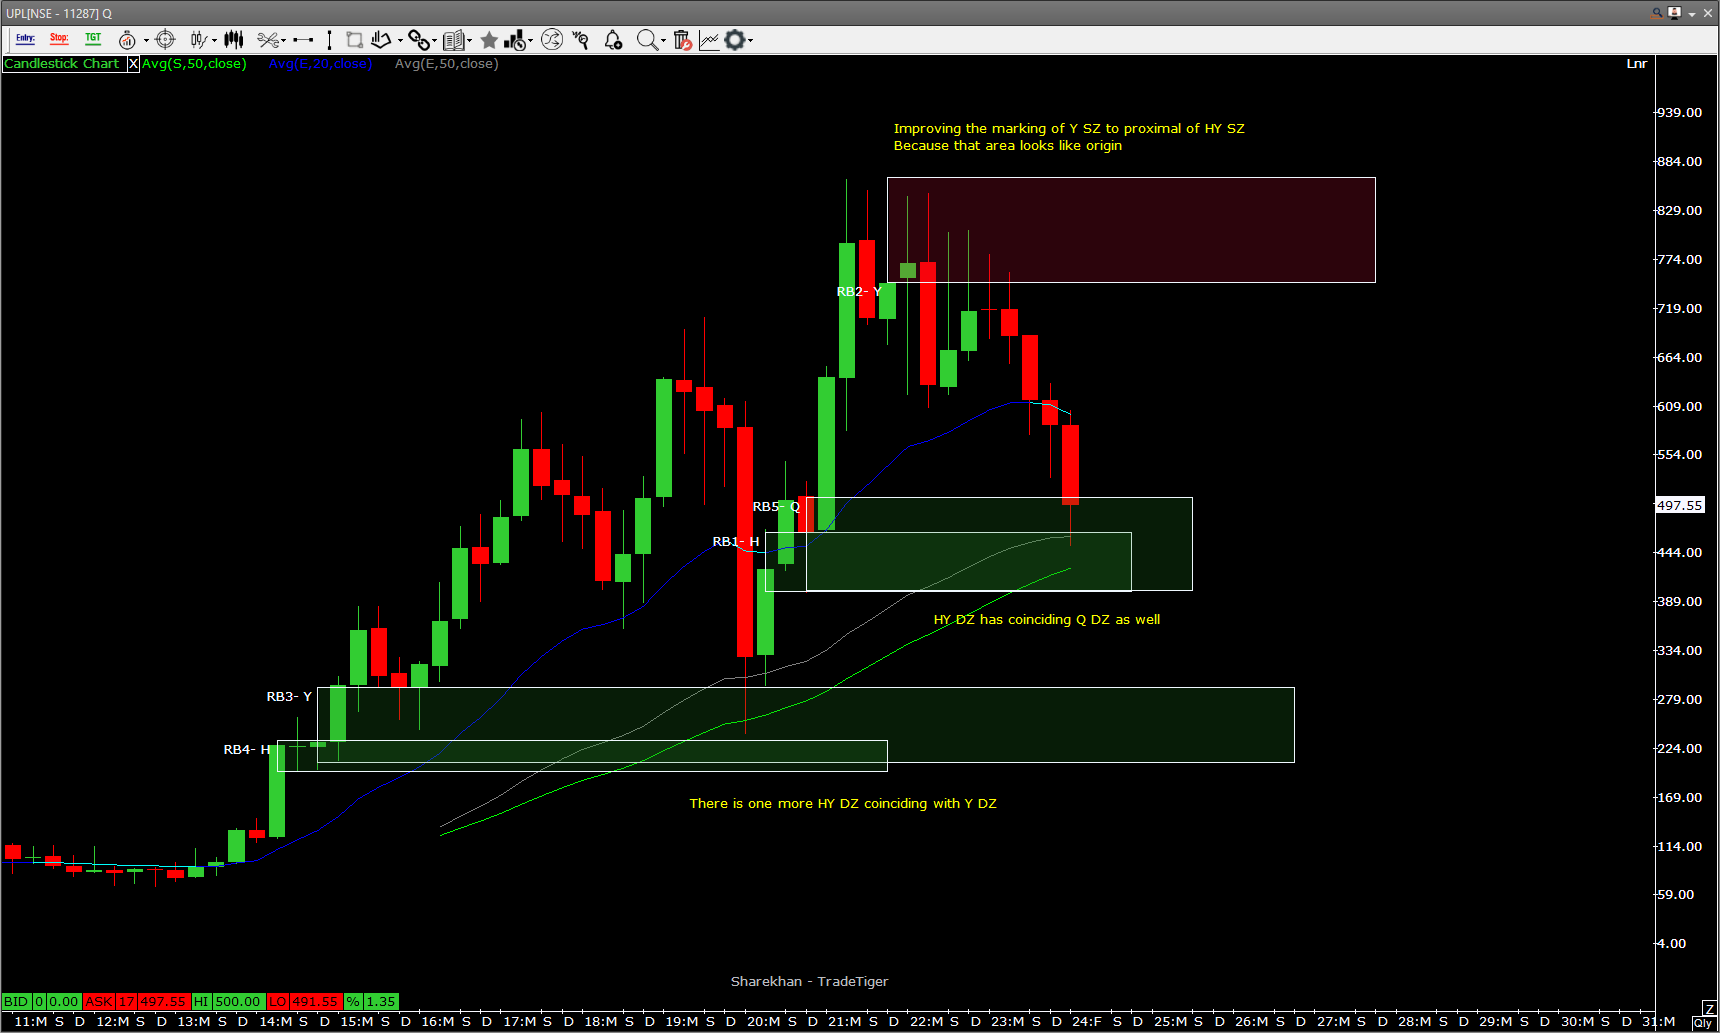 UPL[NSE - 11287] Q
Entry: Stop: TGT
Candlestick Chart X Avg(S,50,close) Avg(E,20,close) Avg(E,50,close) Lnr
Improving the marking of Y SZ to proximal of HY SZ
Because that area looks like origin
939.00
884.00
829.00
774.00
719.00
664.00
609.00
554.00
497.55
444.00
389.00
334.00
279.00
224.00
169.00
114.00
59.00
4.00
RB2- Y
RB5- Q
RB1- H
HY DZ has coinciding Q DZ as well
RB3- Y
RB4- H
There is one more HY DZ coinciding with Y DZ
Sharekhan - TradeTiger
BID 0 0.00 ASK 17 497.55 HI 500.00 LO 491.55 % 1.35
Z
11:M S D 12:M S D 13:M S D 14:M S D 15:M S D 16:M S D 17:M S D 18:M S D 19:M S D 20:M S D 21:M S D 22:M S D 23:M S D 24:F S D 25:M S D 26:M S D 27:M S D 28:M S D 29:M S D 30:M S D 31:M Qly